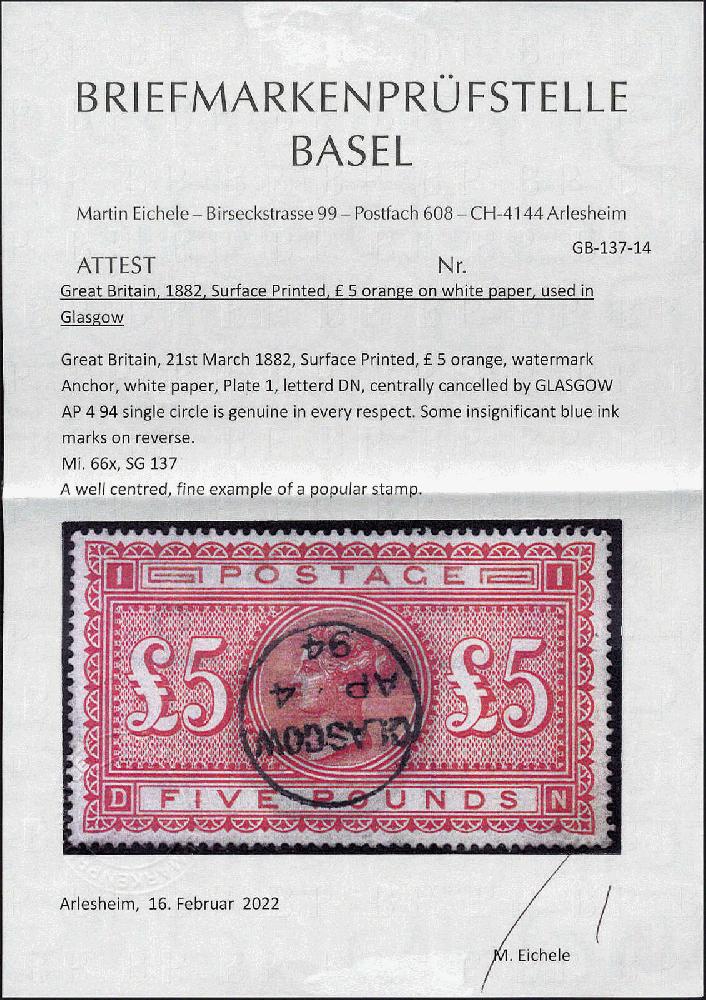 BRIEFMARKENPRÜFSTELLE
BASEL
Martin Eichele – Birseckstrasse 99 – Postfach 608 – CH-4144 Arlesheim
GB-137-14
ATTEST Nr.
Great Britain, 1882, Surface Printed, £ 5 orange on white paper, used in
Glasgow
Great Britain, 21st March 1882, Surface Printed, £ 5 orange, watermark
Anchor, white paper, Plate 1, letterd DN, centrally cancelled by GLASGOW
AP 4 94 single circle is genuine in every respect. Some insignificant blue ink
marks on reverse.
Mi. 66x, SG 137
A well centred, fine example of a popular stamp.
1 POSTAGE 1
£5 £5
GLASGOW
AP 4
94
D FIVE POUNDS N
Arlesheim, 16. Februar 2022
M. Eichele